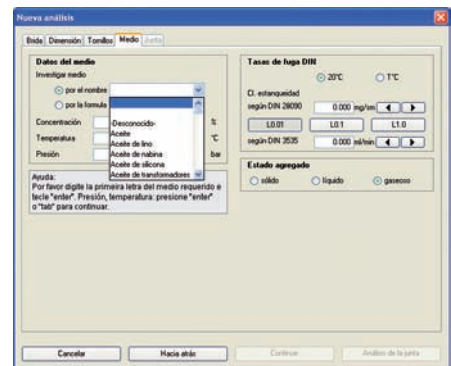 Nueva análisis
Brida Dimensión Tornillos Medio Junta
Datos del medio
Investigar medio
por el nombre
por la formula
-Desconocido-
Aceite
Aceite de lino
Aceite de nabina
Aceite de silicona
Aceite de transformadores
Concentración %
Temperatura °C
Presión bar
Ayuda:
Por favor digite la primeira letra del medio requerido e
tecle "enter". Presión, temperatura: presione "enter"
o "tab" para continuar.
Tasas de fuga DIN
20°C 1°C
Cl. estanqueidad
según DIN 28090 0.000 mg/sm
L0.01 L0.1 L1.0
según DIN 3535 0.000 ml/min
Estado agregado
sólido líquido gaseoso
Cancelar Hacia atrás Continuar Análisis de la junta